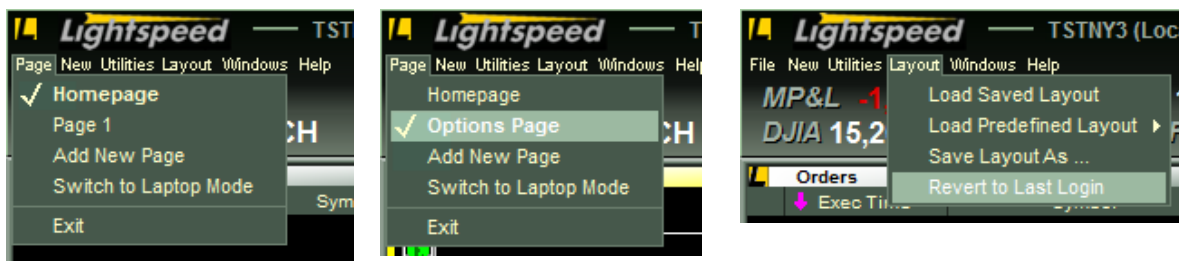 Lightspeed — TST
Page New Utilities Layout Windows Help
Homepage
Page 1
Add New Page
CH
Switch to Laptop Mode
Sym
Exit
Lightspeed — T
Page New Utilities Layout Windows Help
Homepage
Options Page
CH
Add New Page
Switch to Laptop Mode
Exit
Lightspeed — TSTNY3 (Loc
File New Utilities Layout Windows Help
MP&L -1,
Load Saved Layout
DJIA 15,2
Load Predefined Layout
Save Layout As ...
Orders
Revert to Last Login
Exec Ti